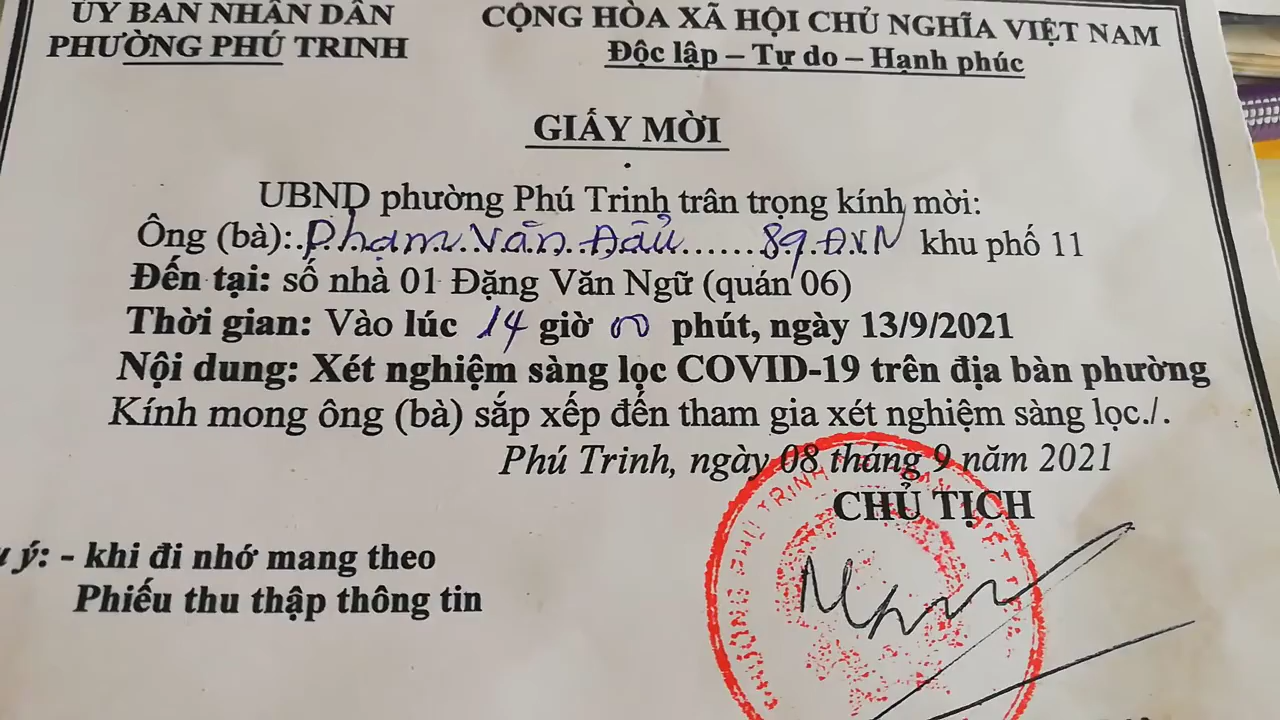 ỦY BAN NHÂN DÂN
PHƯỜNG PHÚ TRINH
CỘNG HÒA XÃ HỘI CHỦ NGHĨA VIỆT NAM
Độc lập – Tự do – Hạnh phúc
GIẤY MỜI
UBND phường Phú Trinh trân trọng kính mời:
Ông (bà): Phạm Văn Đẩu 89 ĐVN khu phố 11
Đến tại: số nhà 01 Đặng Văn Ngữ (quán 06)
Thời gian: Vào lúc 14 giờ 00 phút, ngày 13/9/2021
Nội dung: Xét nghiệm sàng lọc COVID-19 trên địa bàn phường
Kính mong ông (bà) sắp xếp đến tham gia xét nghiệm sàng lọc./.
Phú Trinh, ngày 08 tháng 9 năm 2021
CHỦ TỊCH
ý: - khi đi nhớ mang theo
Phiếu thu thập thông tin